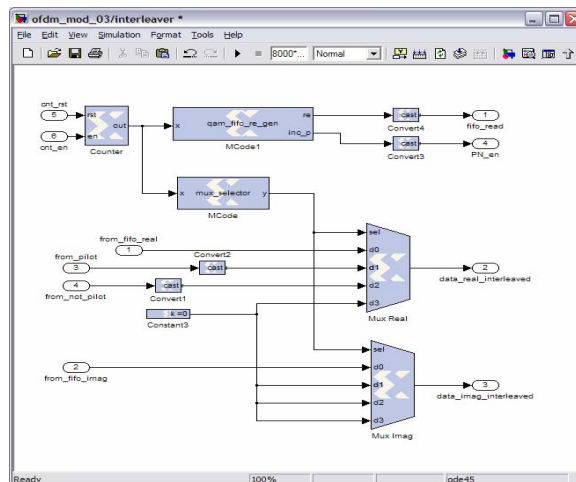 ofdm_mod_03/interleaver *
File Edit View Simulation Format Tools Help
8000* Normal
cnt_rst
5
rst
out
6
en
cnt_en
Counter
x qam_fifo_re_gen re
inc_p
MCode1
cast
Convert4
1
fifo_read
cast
Convert3
4
PN_en
x mux_selector y
MCode
from_fifo_real
1
from_pilot
3
Convert2
cast
from_not_pilot
4
cast
Convert1
k =0
Constant3
sel
d0
d1
d2
d3
Mux Real
2
data_real_interleaved
2
from_fifo_imag
sel
d0
d1
d2
d3
Mux Imag
3
data_imag_interleaved
Ready 100% ode45